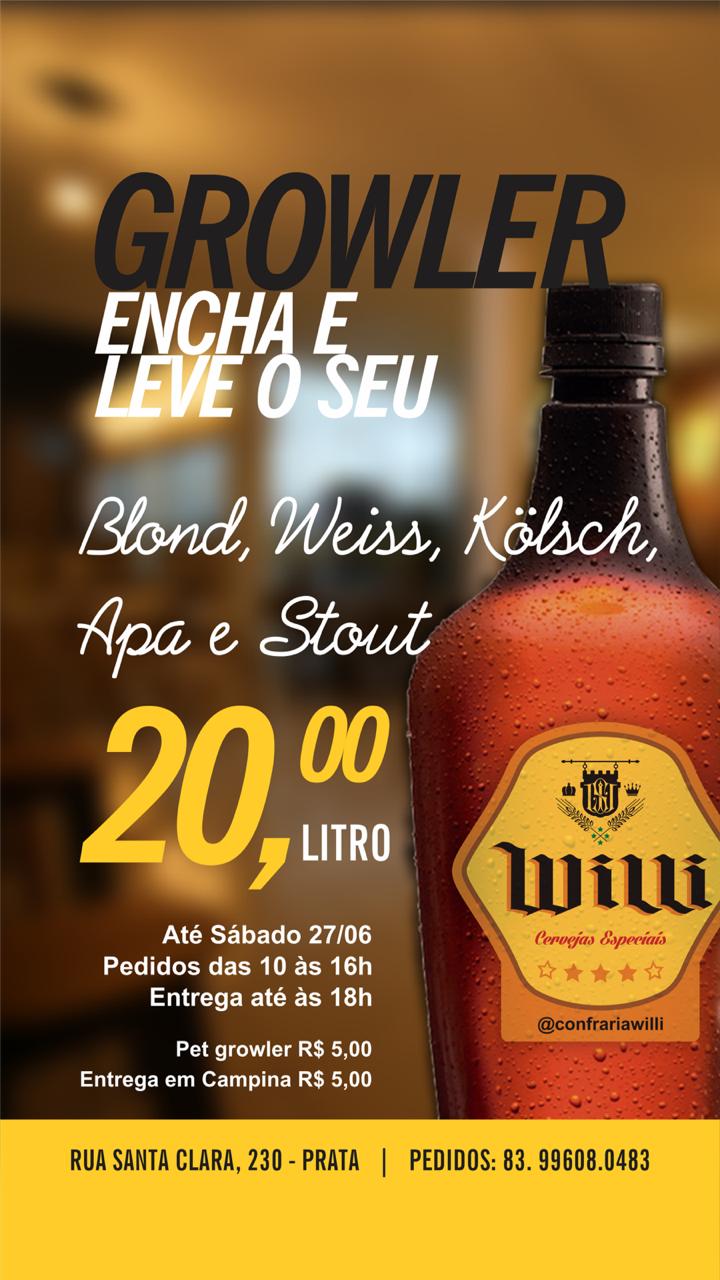 GROWLER
ENCHA E
LEVE O SEU
Blond, Weiss, Kölsch,
Apa e Stout
20,00
LITRO
Willi
Cervejas Especiais
@confrariawilli
Até Sábado 27/06
Pedidos das 10 às 16h
Entrega até às 18h
Pet growler R$ 5,00
Entrega em Campina R$ 5,00
RUA SANTA CLARA, 230 - PRATA | PEDIDOS: 83. 99608.0483